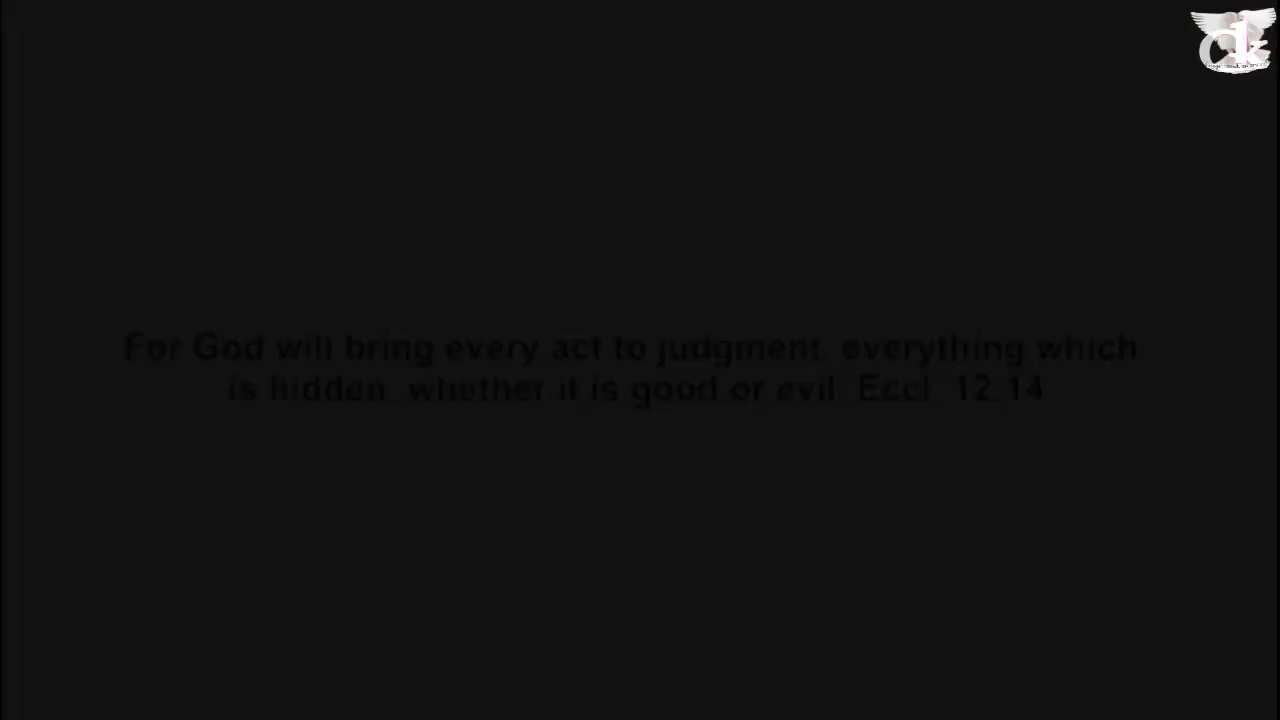 For God will bring every act to judgment, everything which
is hidden, whether it is good or evil. Eccl. 12:14